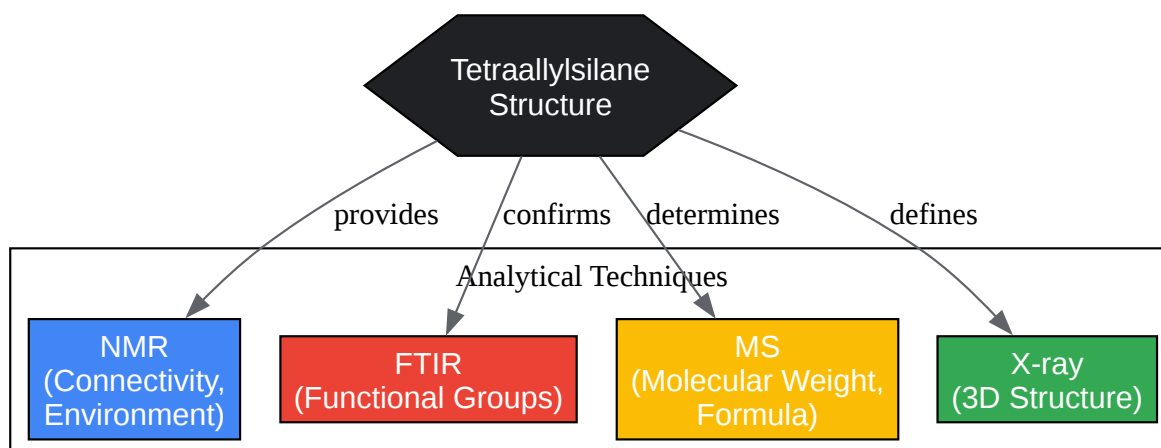 Tetraallylsilane
Structure
provides
confirms
determines
defines
Analytical Techniques
NMR
(Connectivity,
Environment)
FTIR
(Functional Groups)
MS
(Molecular Weight,
Formula)
X-ray
(3D Structure)